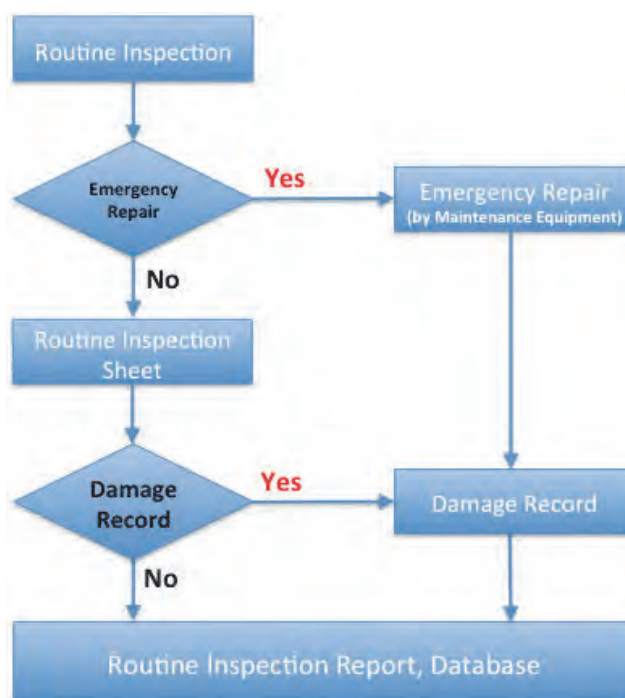 Routine Inspection
Emergency
Repair
Yes
Emergency Repair
(by Maintenance Equipment)
No
Routine Inspection
Sheet
Damage
Record
Yes
Damage Record
No
Routine Inspection Report, Database